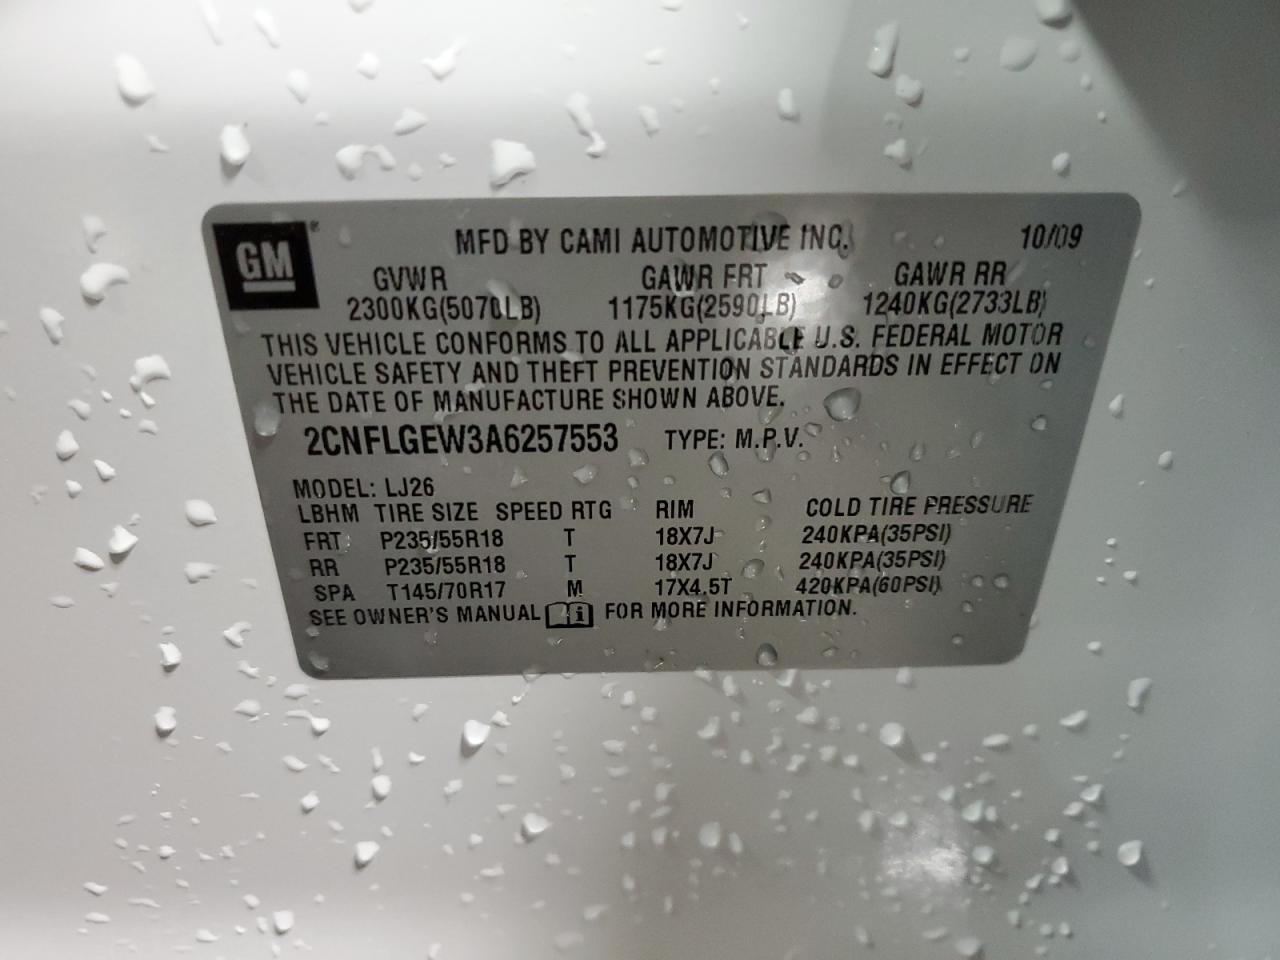 GM®
MFD BY CAMI AUTOMOTIVE INC. 10/09
GVWR GAWR FRT GAWR RR
2300KG(5070LB) 1175KG(2590LB) 1240KG(2733LB)
THIS VEHICLE CONFORMS TO ALL APPLICABLE U.S. FEDERAL MOTOR
VEHICLE SAFETY AND THEFT PREVENTION STANDARDS IN EFFECT ON
THE DATE OF MANUFACTURE SHOWN ABOVE.
2CNFLGEW3A6257553 TYPE: M.P.V.
MODEL: LJ26
LBHM TIRE SIZE SPEED RTG RIM COLD TIRE PRESSURE
FRT P235/55R18 T 18X7J 240KPA(35PSI)
RR P235/55R18 T 18X7J 240KPA(35PSI)
SPA T145/70R17 M 17X4.5T 420KPA(60PSI)
SEE OWNER'S MANUAL i FOR MORE INFORMATION.